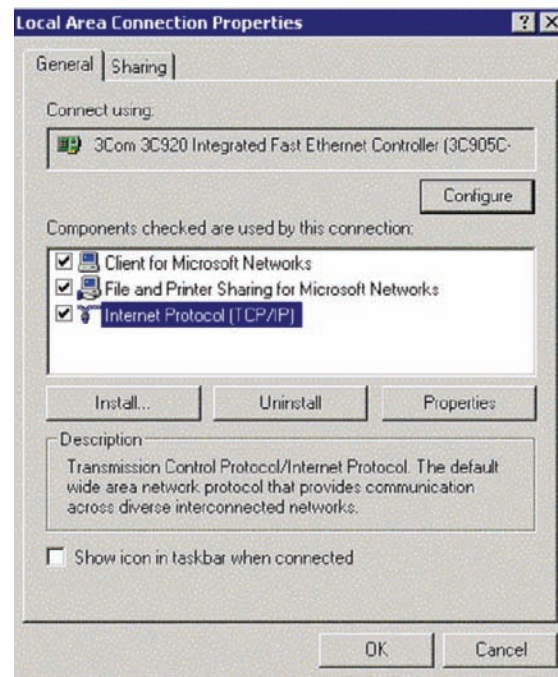 Local Area Connection Properties
General
Sharing
Connect using:
3Com 3C920 Integrated Fast Ethernet Controller (3C905C-
Configure
Components checked are used by this connection:
Client for Microsoft Networks
File and Printer Sharing for Microsoft Networks
Internet Protocol (TCP/IP)
Install...
Uninstall
Properties
Description
Transmission Control Protocol/Internet Protocol. The default
wide area network protocol that provides communication
across diverse interconnected networks.
Show icon in taskbar when connected
OK
Cancel